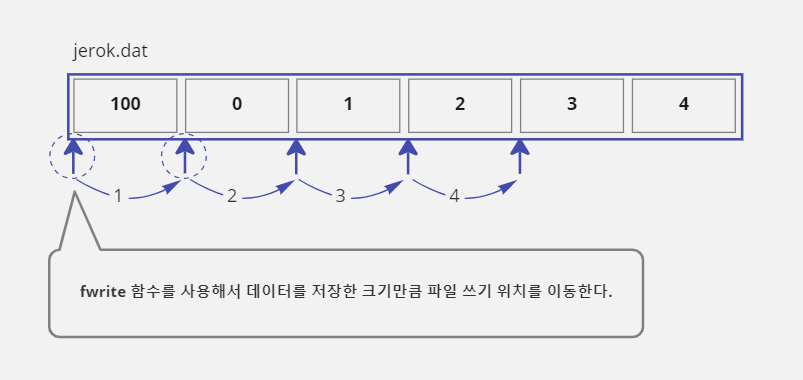 jerok.dat
100 0 1 2 3 4
1 2 3 4
fwrite 함수를 사용해서 데이터를 저장한 크기만큼 파일 쓰기 위치를 이동한다.